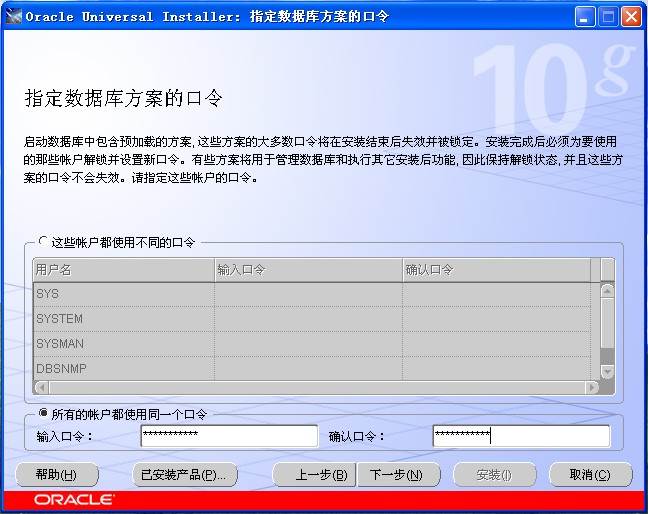 Oracle Universal Installer: 指定数据库方案的口令
10g
指定数据库方案的口令
启动数据库中包含预加载的方案, 这些方案的大多数口令将在安装结束后失效并被锁定。安装完成后必须为要使用
的那些帐户解锁并设置新口令。有些方案将用于管理数据库和执行其它安装后功能, 因此保持解锁状态, 并且这些方
案的口令不会失效。请指定这些帐户的口令。
这些帐户都使用不同的口令
用户名 输入口令 确认口令
SYS
SYSTEM
SYSMAN
DBSNMP
所有的帐户都使用同一个口令
输入口令： *********** 确认口令： ***********
帮助(H) 已安装产品(P)... 上一步(B) 下一步(N) 安装(I) 取消(C)
ORACLE